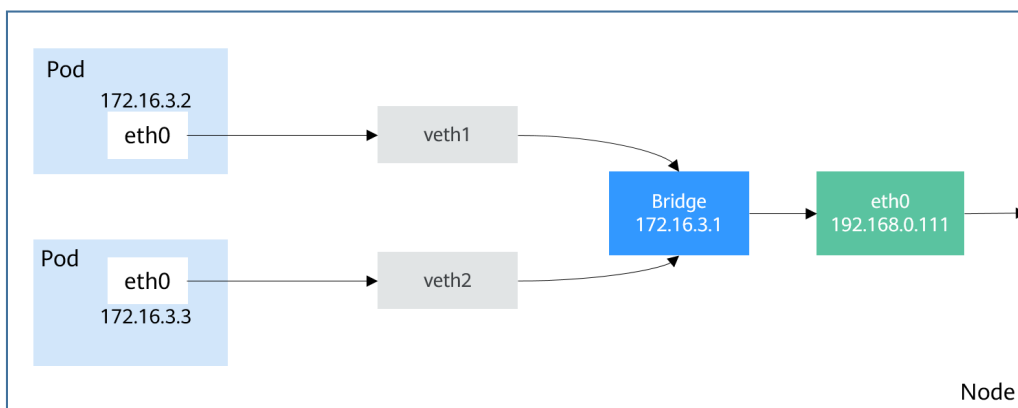 Pod
172.16.3.2
eth0
veth1
Bridge
172.16.3.1
eth0
192.168.0.111
Pod
eth0
172.16.3.3
veth2
Node